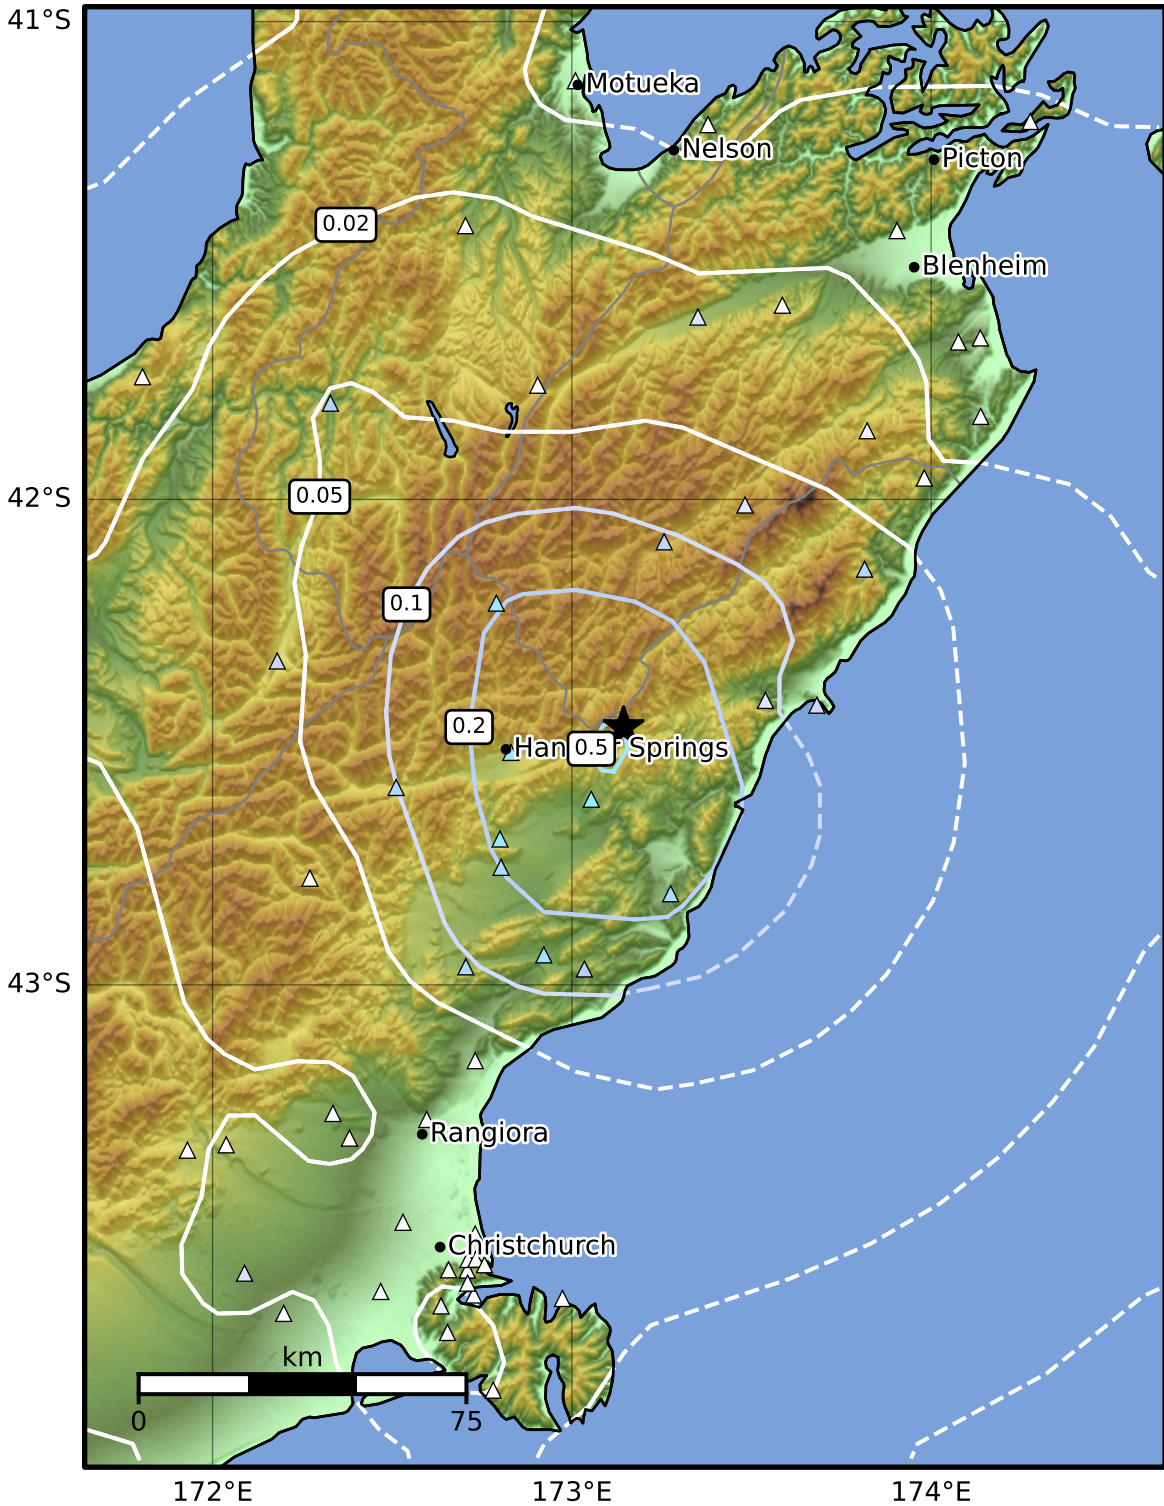 41°S
Motueka
Nelson
Picton
0.02
Blenheim
42°S
0.05
0.1
0.2
0.5
Hanmer Springs
43°S
Rangiora
Christchurch
km
0
75
172°E
173°E
174°E